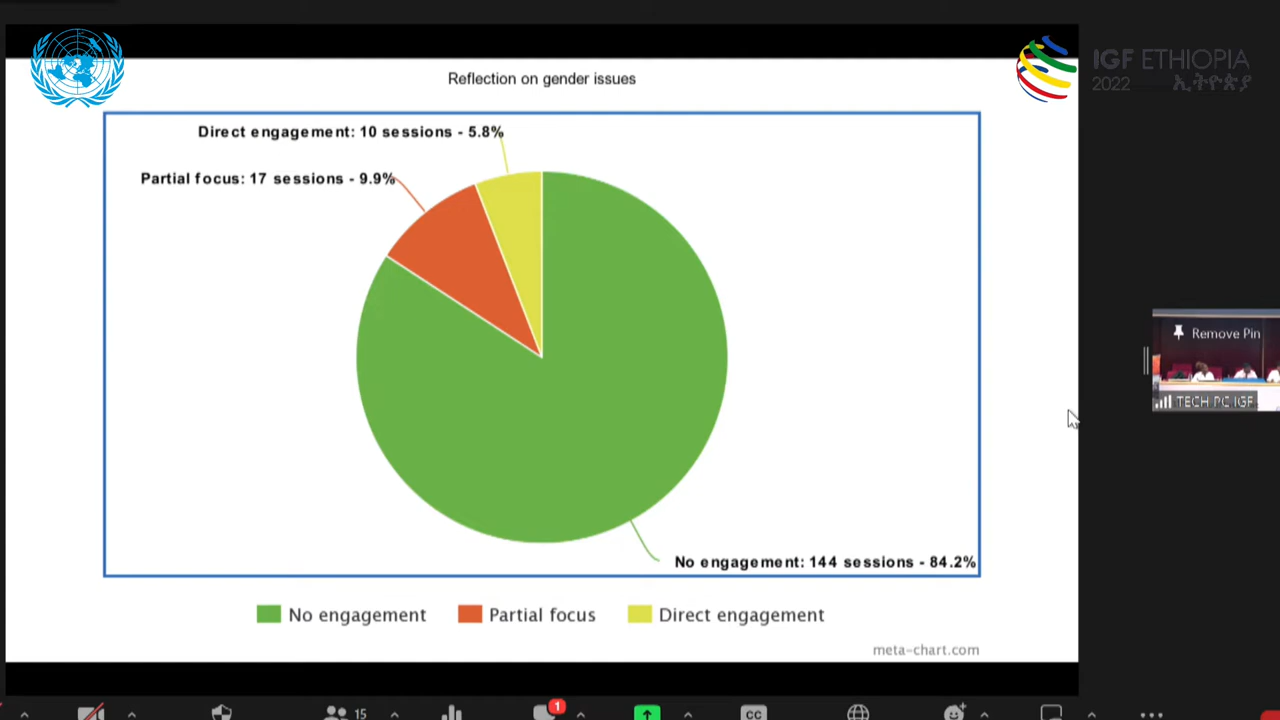 Reflection on gender issues
IGF ETHIOPIA
2022 ኢትዮጵያ
Direct engagement: 10 sessions - 5.8%
Partial focus: 17 sessions - 9.9%
Remove Pin
TECH PC IGF
No engagement: 144 sessions - 84.2%
No engagement Partial focus Direct engagement
meta-chart.com
1
15
CC